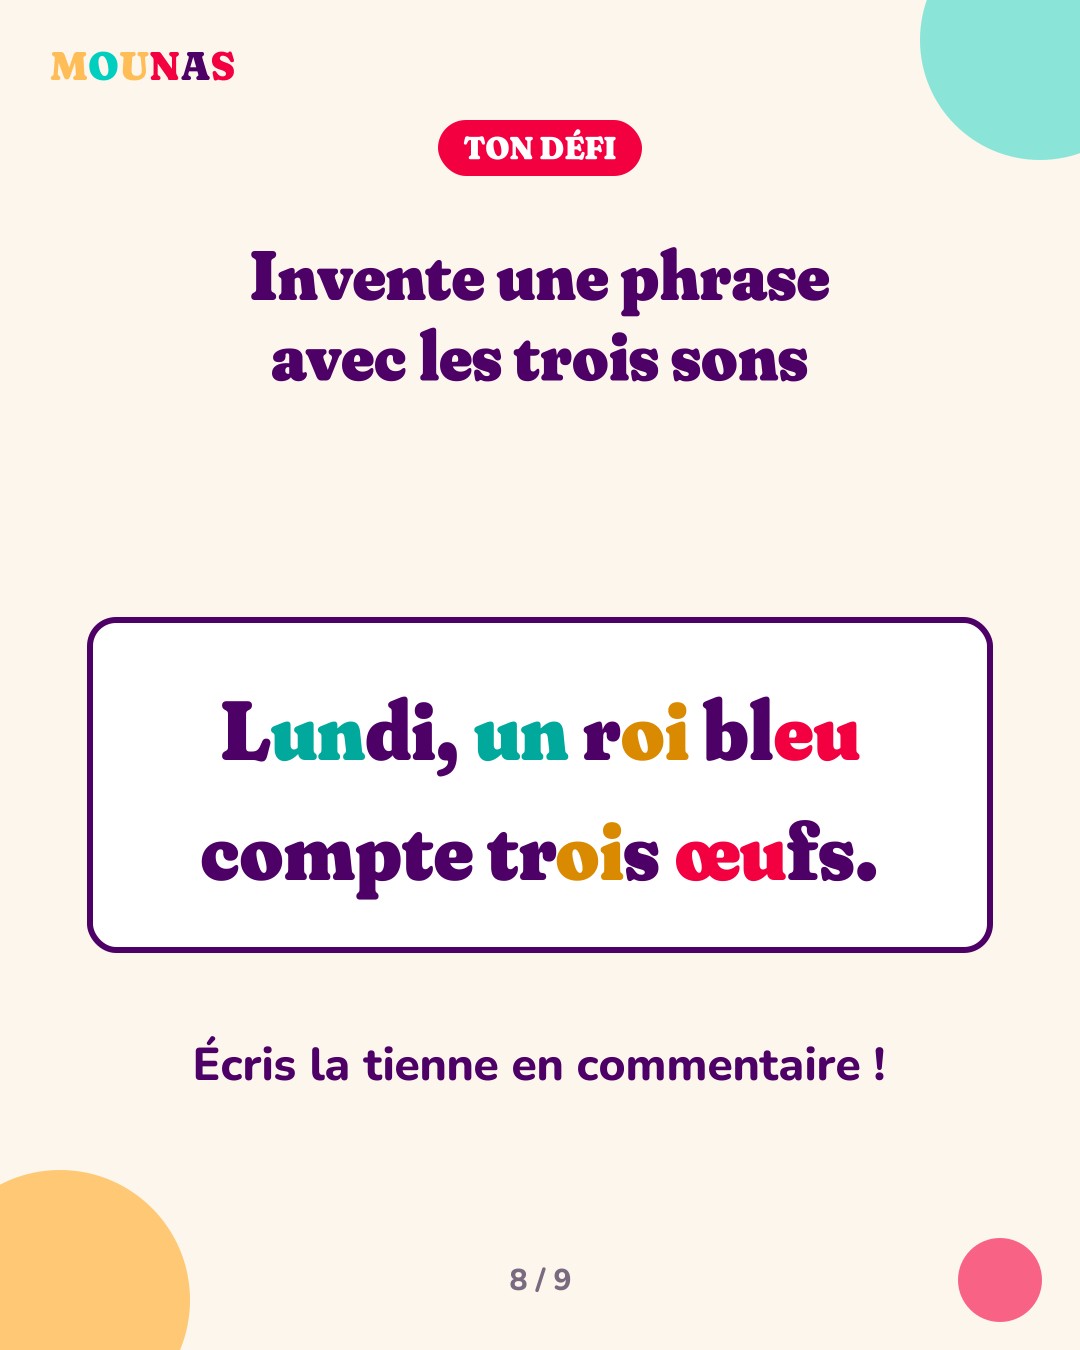 MOUNAS
TON DÉFI
Invente une phrase
avec les trois sons
Lundi, un roi bleu
compte trois œufs.
Écris la tienne en commentaire !
8 / 9